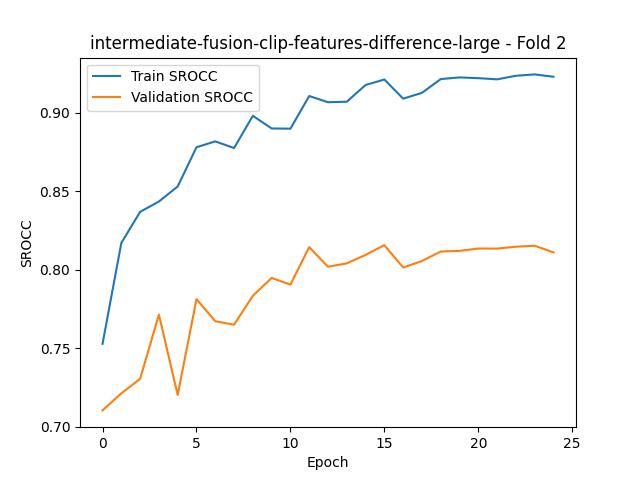 intermediate-fusion-clip-features-difference-large - Fold 2
Train SROCC
Validation SROCC
0.90
0.85
0.80
0.75
0.70
SROCC
0 5 10 15 20 25
Epoch